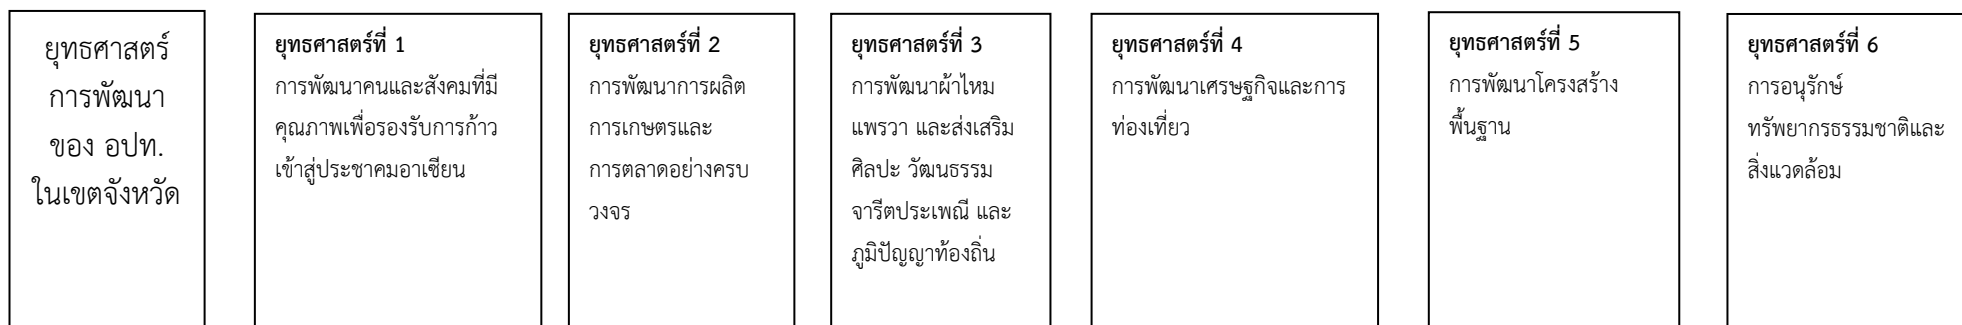 ยุทธศาสตร์
การพัฒนา
ของ อปท.
ในเขตจังหวัด
ยุทธศาสตร์ที่ 1
การพัฒนาคนและสังคมที่มี
คุณภาพเพื่อรองรับการก้าว
เข้าสู่ประชาคมอาเซียน
ยุทธศาสตร์ที่ 2
การพัฒนาการผลิต
การเกษตรและ
การตลาดอย่างครบ
วงจร
ยุทธศาสตร์ที่ 3
การพัฒนาผ้าไหม
แพรวา และส่งเสริม
ศิลปะ วัฒนธรรม
จารีตประเพณี และ
ภูมิปัญญาท้องถิ่น
ยุทธศาสตร์ที่ 4
การพัฒนาเศรษฐกิจและการ
ท่องเที่ยว
ยุทธศาสตร์ที่ 5
การพัฒนาโครงสร้าง
พื้นฐาน
ยุทธศาสตร์ที่ 6
การอนุรักษ์
ทรัพยากรธรรมชาติและ
สิ่งแวดล้อม